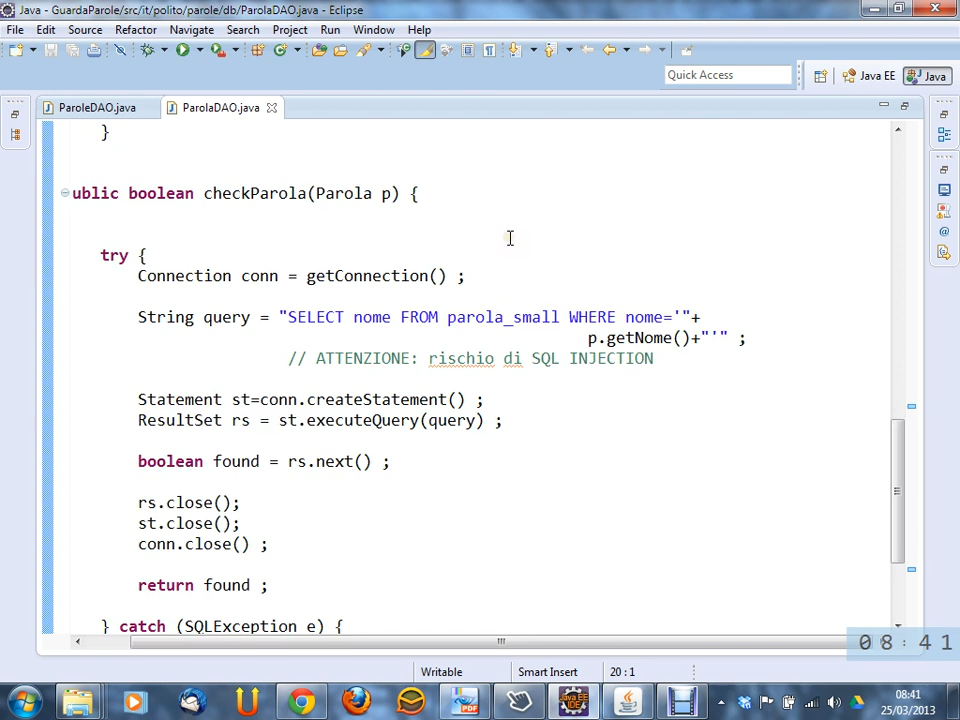 Java - GuardaParole/src/it/polito/parole/db/ParolaDAO.java - Eclipse
File Edit Source Refactor Navigate Search Project Run Window Help
Quick Access
Java EE
Java
ParoleDAO.java
ParolaDAO.java
}
ublic boolean checkParola(Parola p) {
try {
Connection conn = getConnection() ;
String query = "SELECT nome FROM parola_small WHERE nome='"+
p.getNome()+"'" ;
// ATTENZIONE: rischio di SQL INJECTION
Statement st=conn.createStatement() ;
ResultSet rs = st.executeQuery(query) ;
boolean found = rs.next() ;
rs.close();
st.close();
conn.close() ;
return found ;
} catch (SQLException e) {
08:41
Writable
Smart Insert
20 : 1
PDF
Java EE
IDE
08:41
25/03/2013